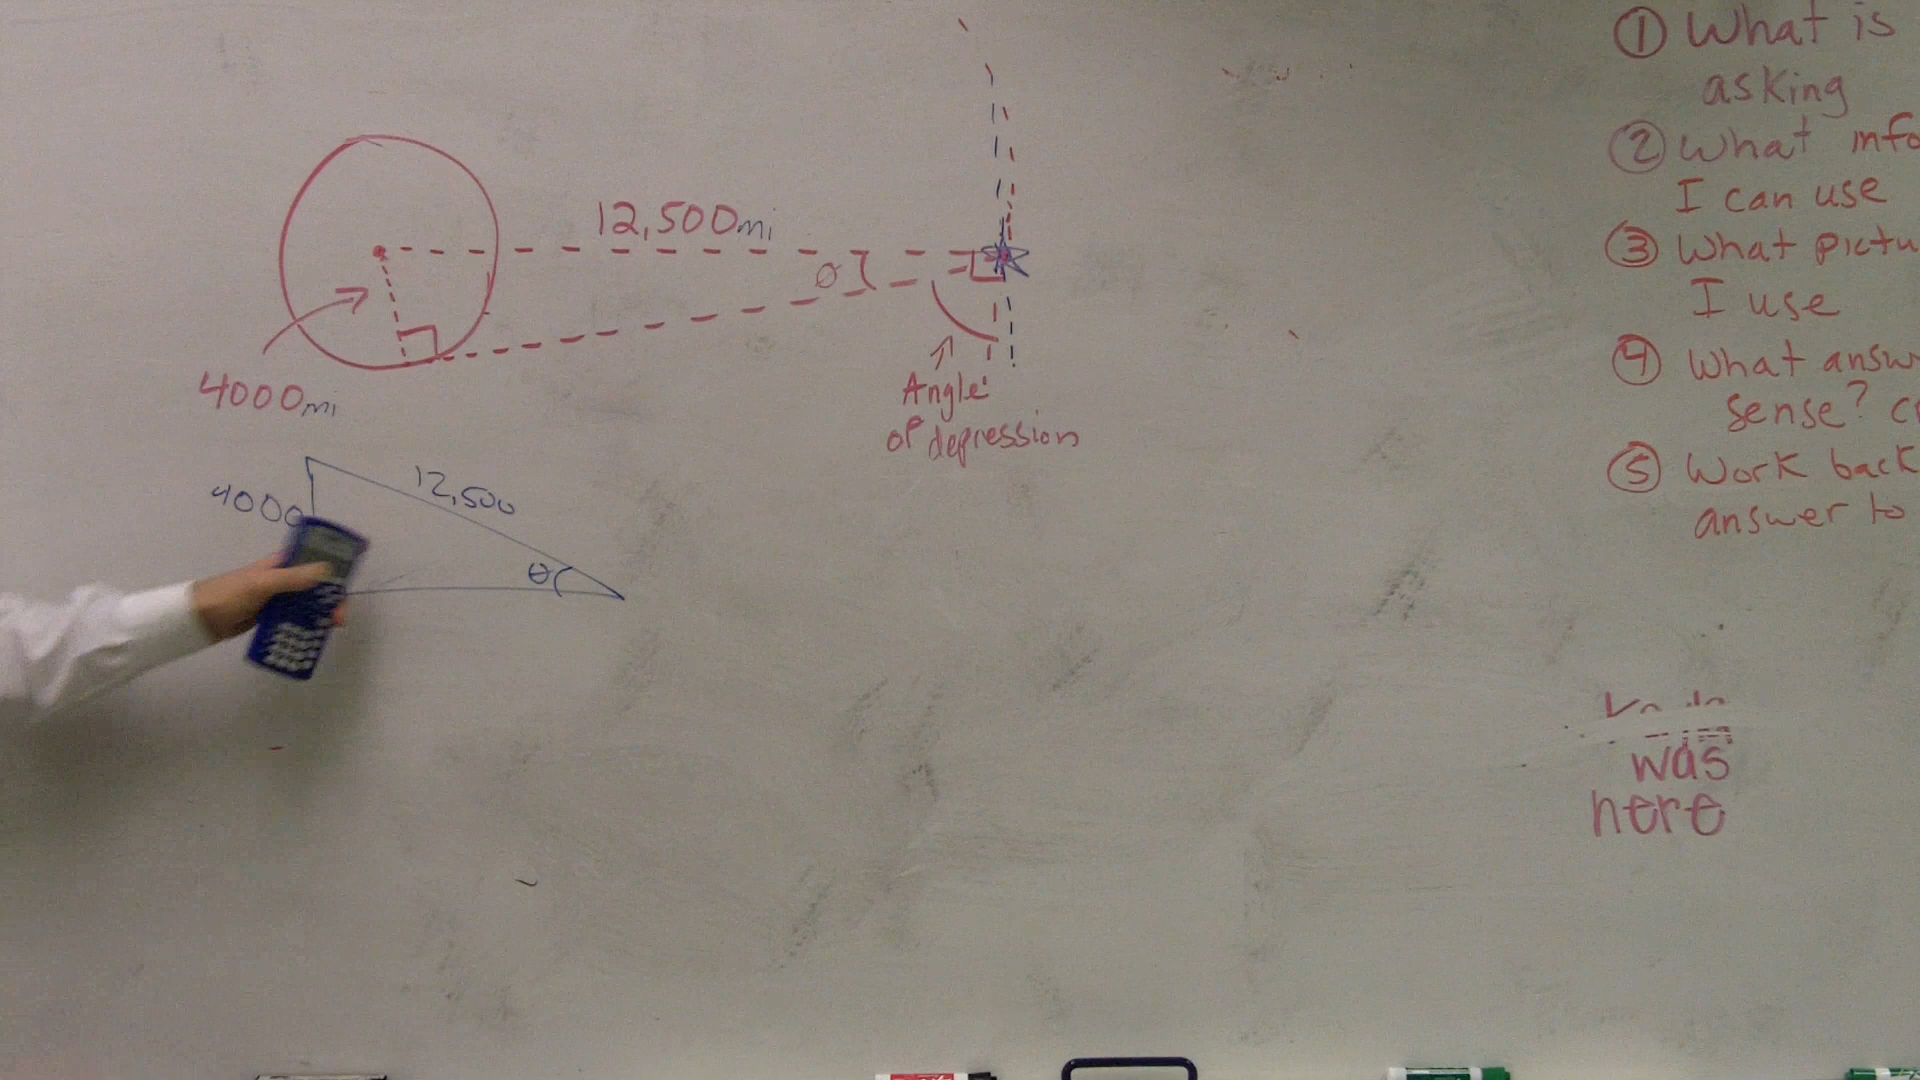 12,500mi
θ
4000mi
Angle
of depression
4000
12,500
θ
① What is
asking
② What info
I can use
③ What pictu
I use
④ What answ
sense?
⑤ Work back
answer to
was
here